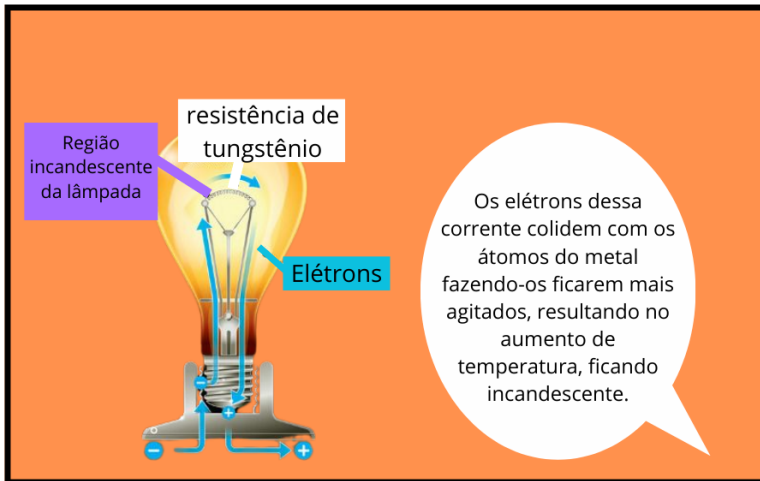 resistência de
tungstênio
Região
incandescente
da lâmpada
Elétrons
Os elétrons dessa
corrente colidem com os
átomos do metal
fazendo-os ficarem mais
agitados, resultando no
aumento de
temperatura, ficando
incandescente.